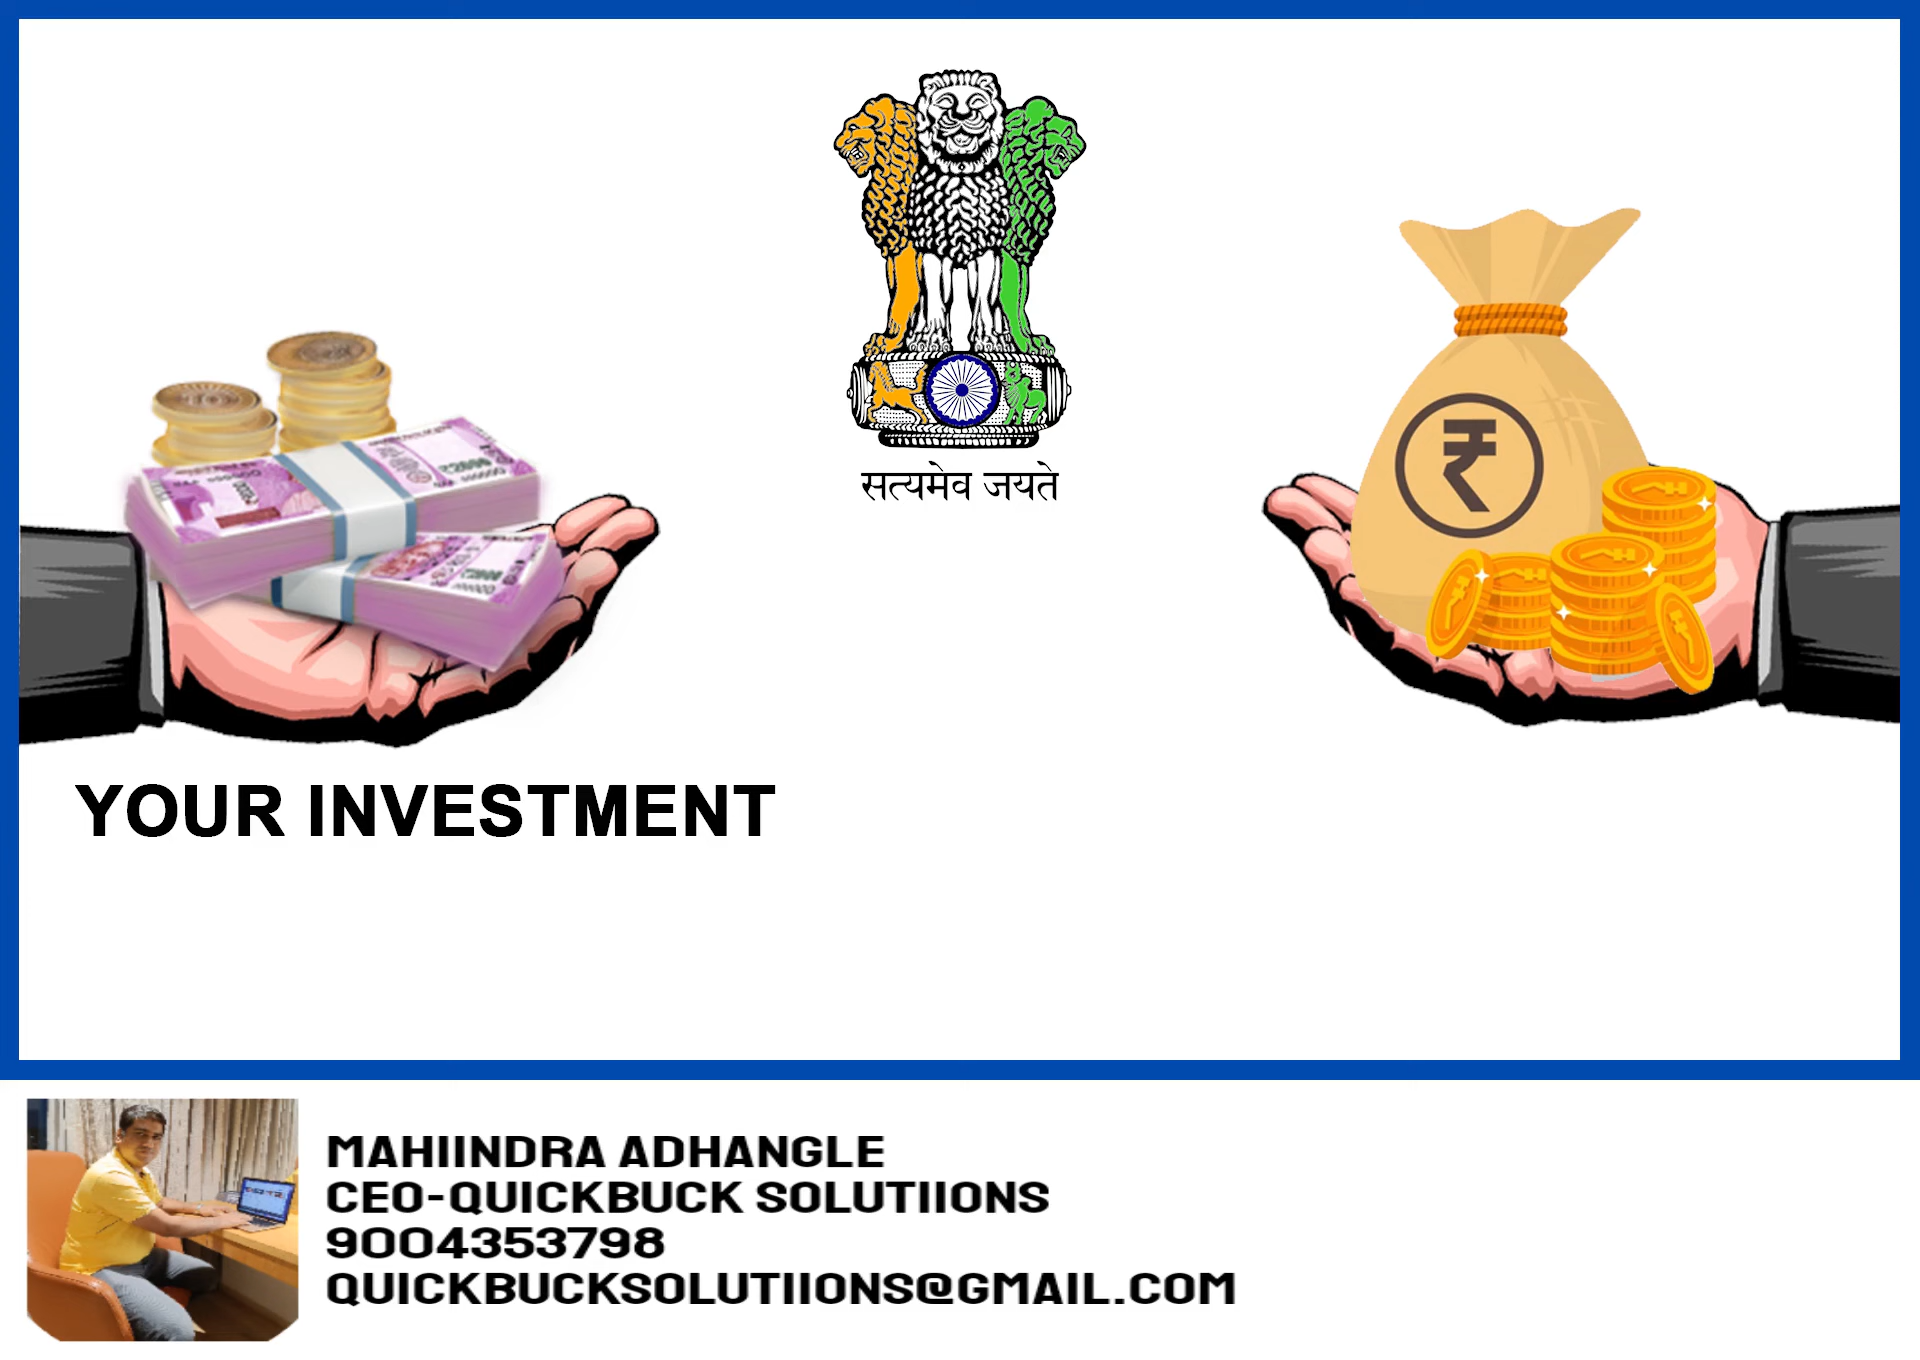 सत्यमेव जयते
₹
YOUR INVESTMENT
MAHIINDRA ADHANGLE
CEO-QUICKBUCK SOLUTIIONS
9004353798
QUICKBUCKSOLUTIIONS@GMAIL.COM